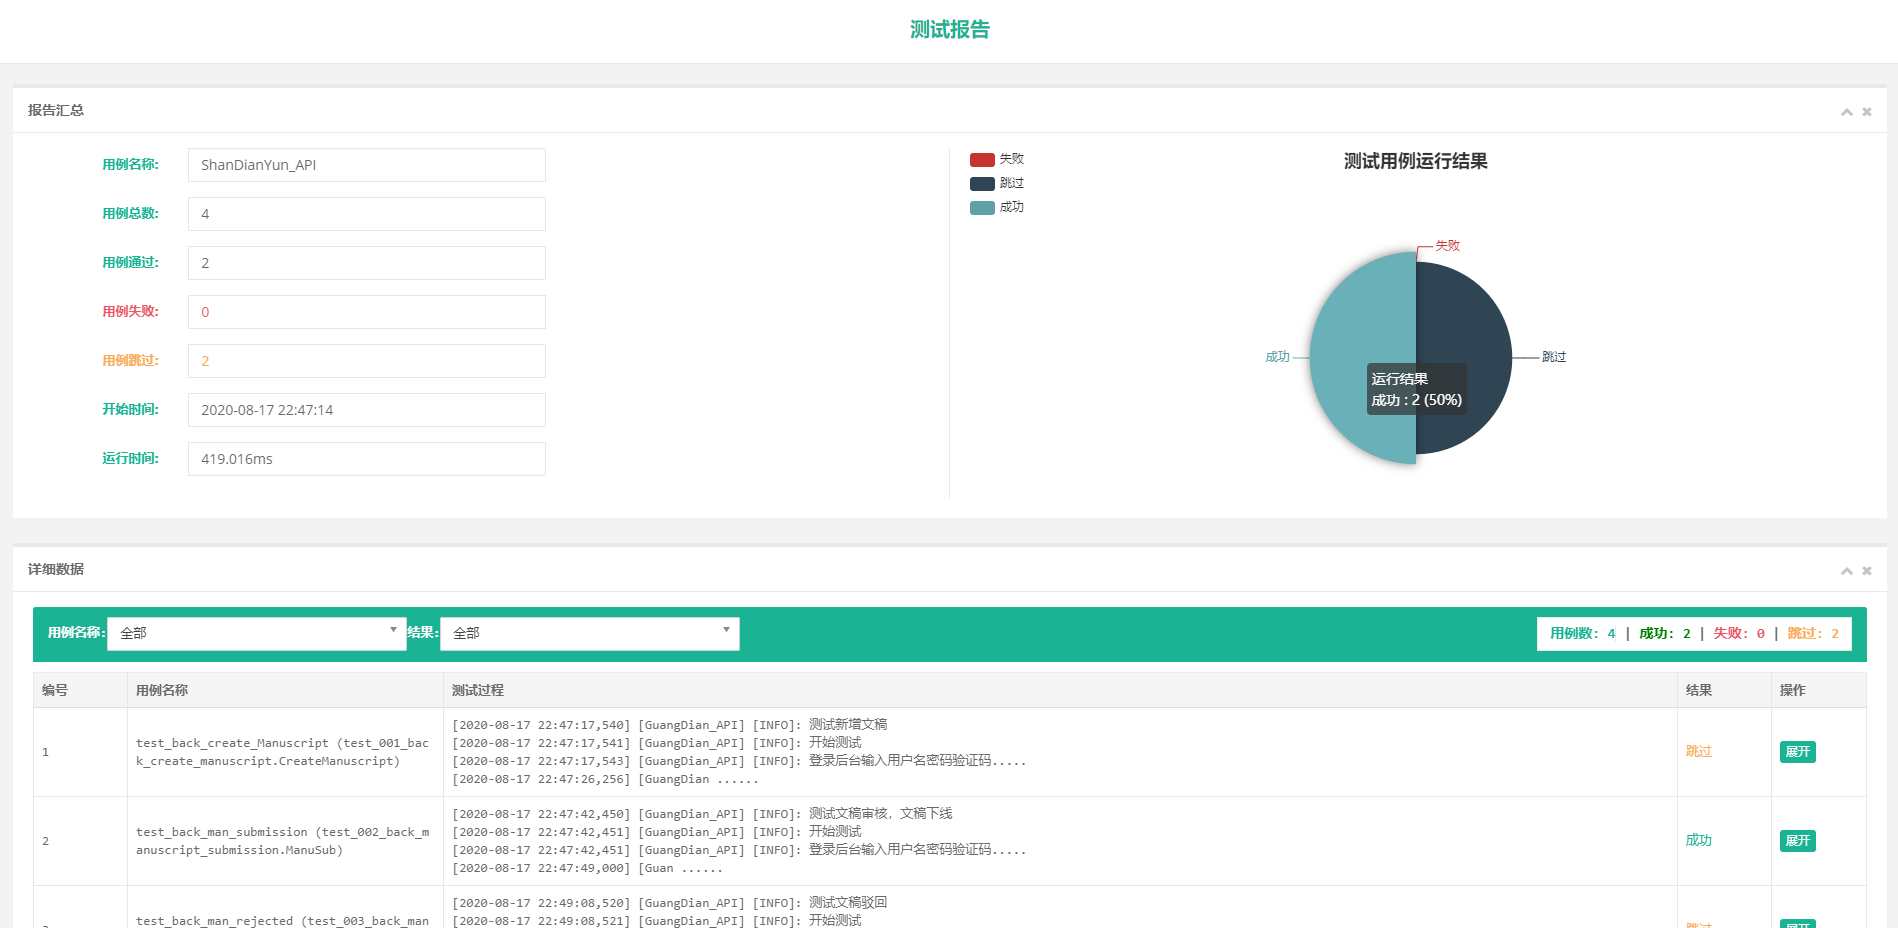 测试报告
报告汇总
用例名称: ShanDianYun_API
用例总数: 4
用例通过: 2
用例失败: 0
用例跳过: 2
开始时间: 2020-08-17 22:47:14
运行时间: 419.016ms
失败
跳过
成功
测试用例运行结果
失败
成功
跳过
运行结果
成功 : 2 (50%)
详细数据
用例名称: 全部 结果: 全部 用例数: 4 | 成功: 2 | 失败: 0 | 跳过: 2
编号 用例名称 测试过程 结果 操作
1
test_back_create_Manuscript (test_001_bac
k_create_manuscript.CreateManuscript)
[2020-08-17 22:47:17,540] [GuangDian_API] [INFO]: 测试新增文稿
[2020-08-17 22:47:17,541] [GuangDian_API] [INFO]: 开始测试
[2020-08-17 22:47:17,543] [GuangDian_API] [INFO]: 登录后台输入用户名密码验证码.....
[2020-08-17 22:47:26,256] [GuangDian ......
跳过
展开
2
test_back_man_submission (test_002_back_m
anuscript_submission.ManuSub)
[2020-08-17 22:47:42,450] [GuangDian_API] [INFO]: 测试文稿审核，文稿下线
[2020-08-17 22:47:42,451] [GuangDian_API] [INFO]: 开始测试
[2020-08-17 22:47:42,451] [GuangDian_API] [INFO]: 登录后台输入用户名密码验证码.....
[2020-08-17 22:47:49,000] [Guan ......
成功
展开
test_back_man_rejected (test_003_back_man
[2020-08-17 22:49:08,520] [GuangDian_API] [INFO]: 测试文稿驳回
[2020-08-17 22:49:08,521] [GuangDian_API] [INFO]: 开始测试